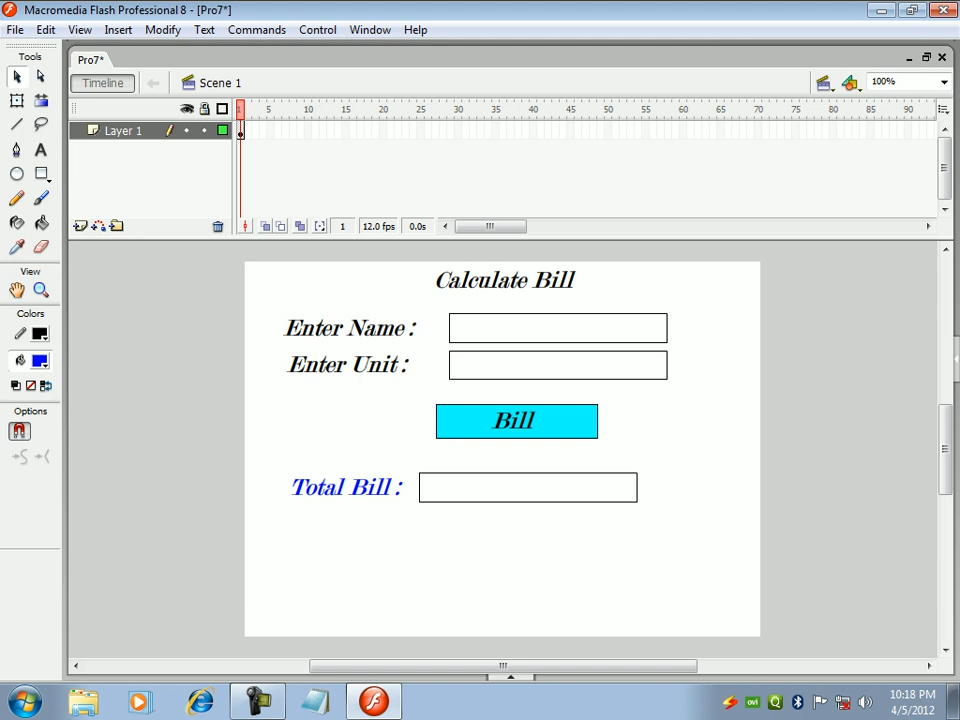 Macromedia Flash Professional 8 - [Pro7*]
File Edit View Insert Modify Text Commands Control Window Help
Tools
Pro7*
Timeline Scene 1 100%
1 5 10 15 20 25 30 35 40 45 50 55 60 65 70 75 80 85 90
Layer 1
1 12.0 fps 0.0s
View
Colors
Options
Calculate Bill
Enter Name :
Enter Unit :
Bill
Total Bill :
ovi
10:18 PM
4/5/2012